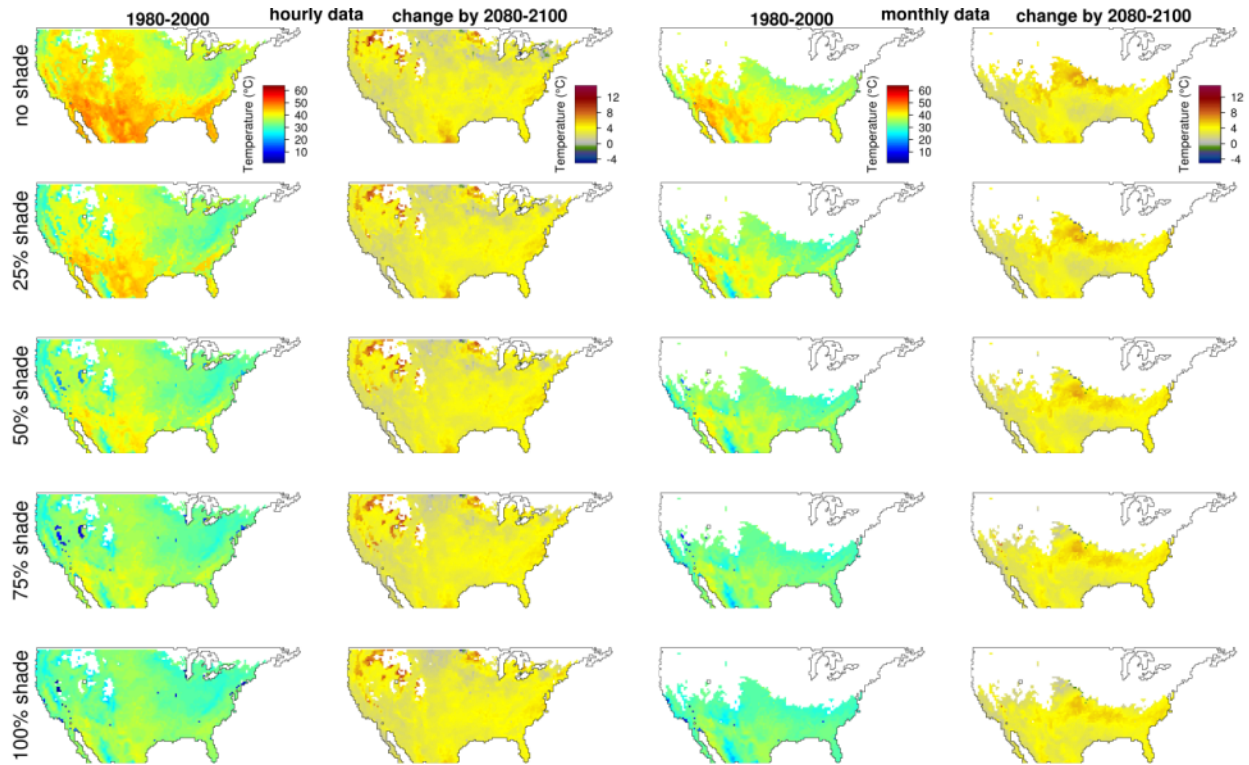 hourly data
monthly data
1980-2000
change by 2080-2100
1980-2000
change by 2080-2100
no shade
Temperature (°C)
60
50
40
30
20
10
Temperature (°C)
12
8
4
0
-4
Temperature (°C)
60
50
40
30
20
10
Temperature (°C)
12
8
4
0
-4
25% shade
50% shade
75% shade
100% shade